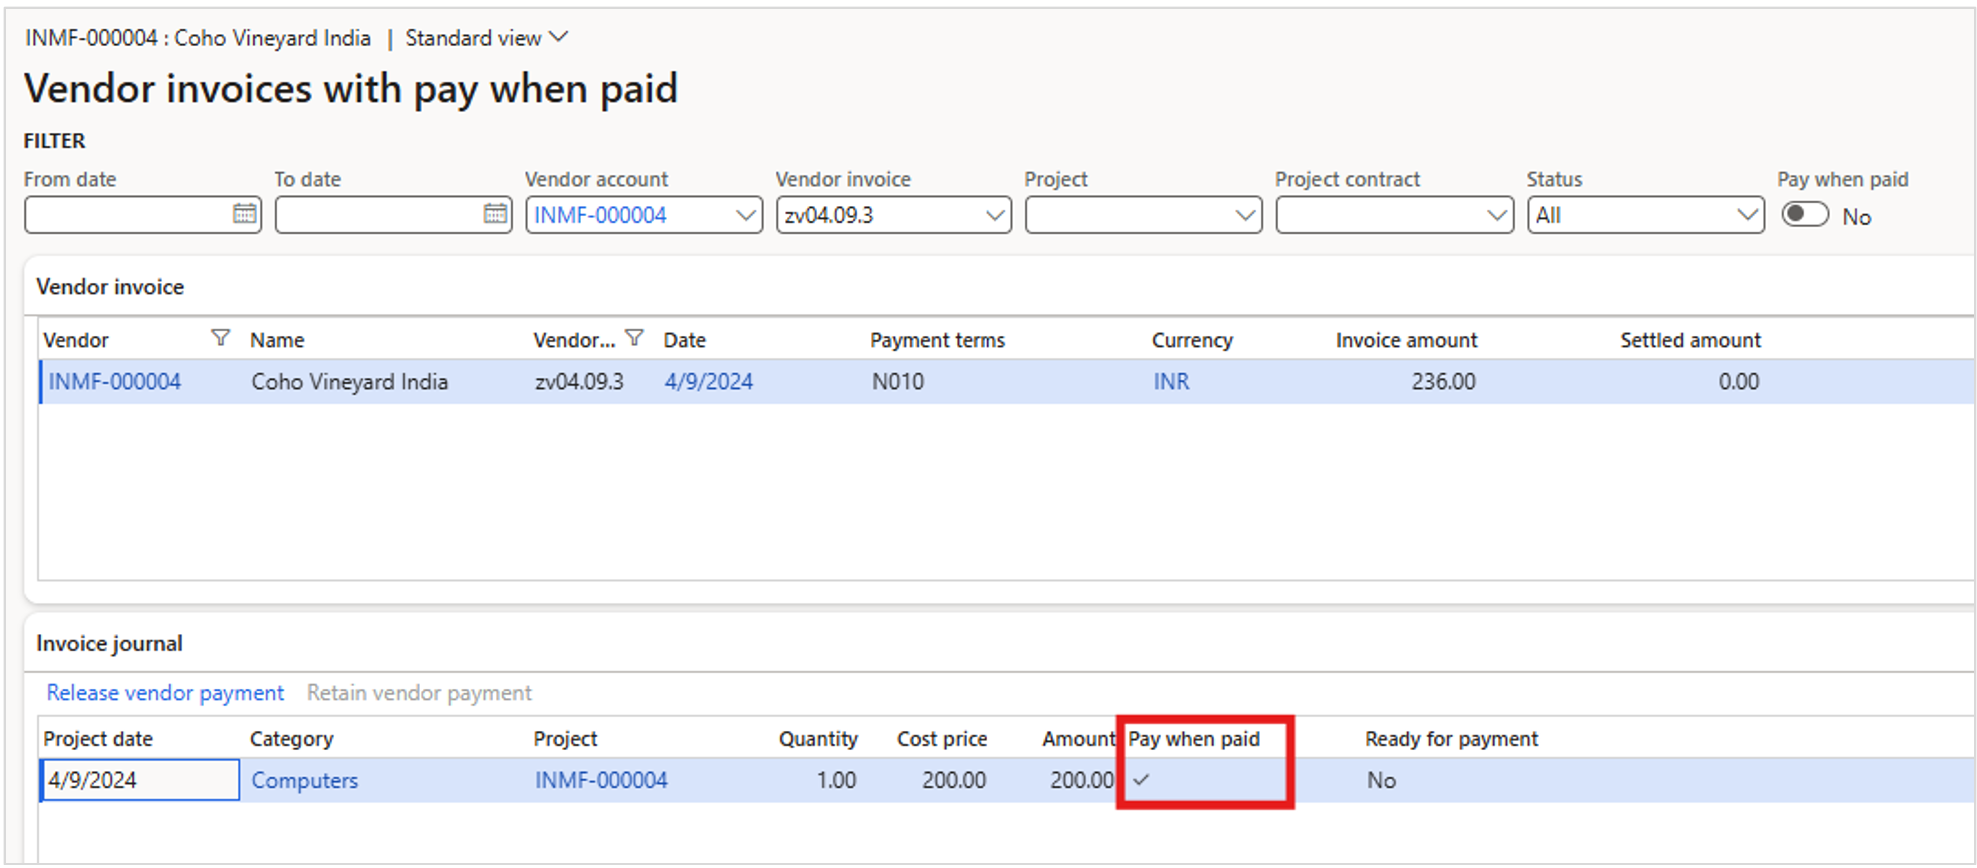 INMF-000004 : Coho Vineyard India | Standard view
Vendor invoices with pay when paid
FILTER
From date To date Vendor account Vendor invoice Project Project contract Status Pay when paid
INMF-000004 zv04.09.3 All No
Vendor invoice
Vendor Name Vendor... Date Payment terms Currency Invoice amount Settled amount
INMF-000004 Coho Vineyard India zv04.09.3 4/9/2024 N010 INR 236.00 0.00
Invoice journal
Release vendor payment Retain vendor payment
Project date Category Project Quantity Cost price Amount Pay when paid Ready for payment
4/9/2024 Computers INMF-000004 1.00 200.00 200.00 No